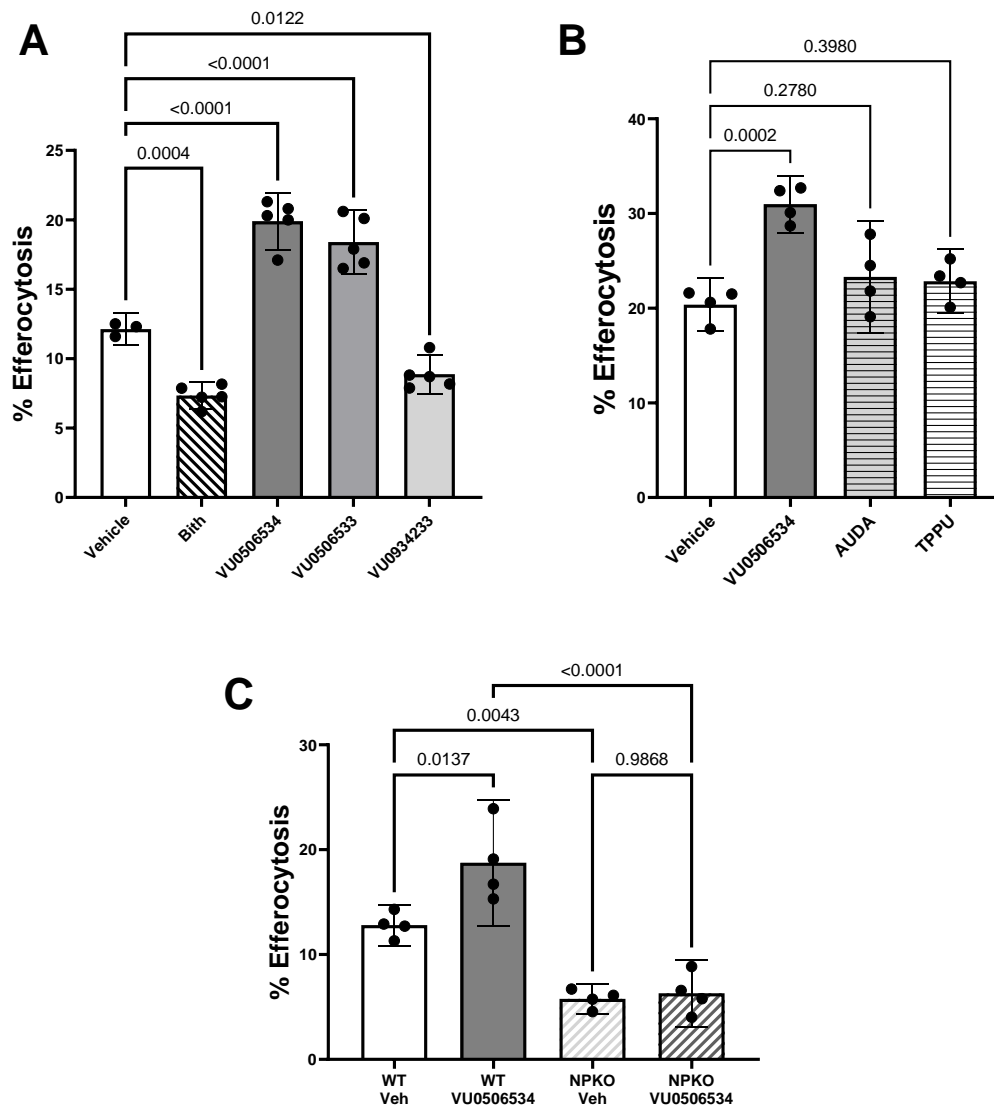 A
0.0122
<0.0001
<0.0001
0.0004
% Efferocytosis
25
20
15
10
5
0
Vehicle
Bith
VU0506534
VU0506533
VU0934233
B
0.3980
0.2780
0.0002
% Efferocytosis
40
30
20
10
0
Vehicle
VU0506534
AUDA
TPPU
C
<0.0001
0.0043
0.0137
0.9868
% Efferocytosis
30
20
10
0
WT
Veh
WT
VU0506534
NPKO
Veh
NPKO
VU0506534